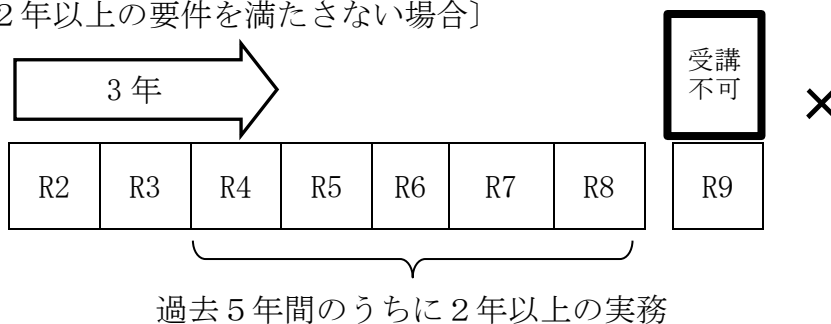 ２年以上の要件を満たさない場合〕
3 年
受講
不可
×
R2 R3 R4 R5 R6 R7 R8 R9
過去５年間のうちに２年以上の実務